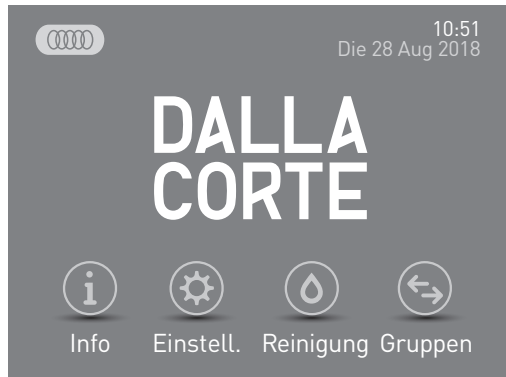 10:51
Die 28 Aug 2018
DALLA
CORTE
Info Einstell. Reinigung Gruppen